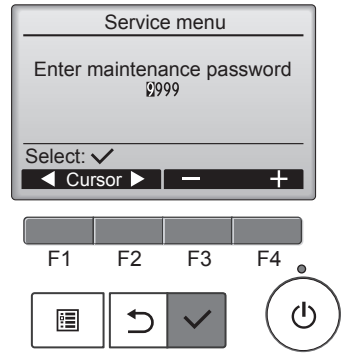 Service menu
Enter maintenance password
9999
Select: ✓
◀ Cursor ▶ − +
F1 F2 F3 F4